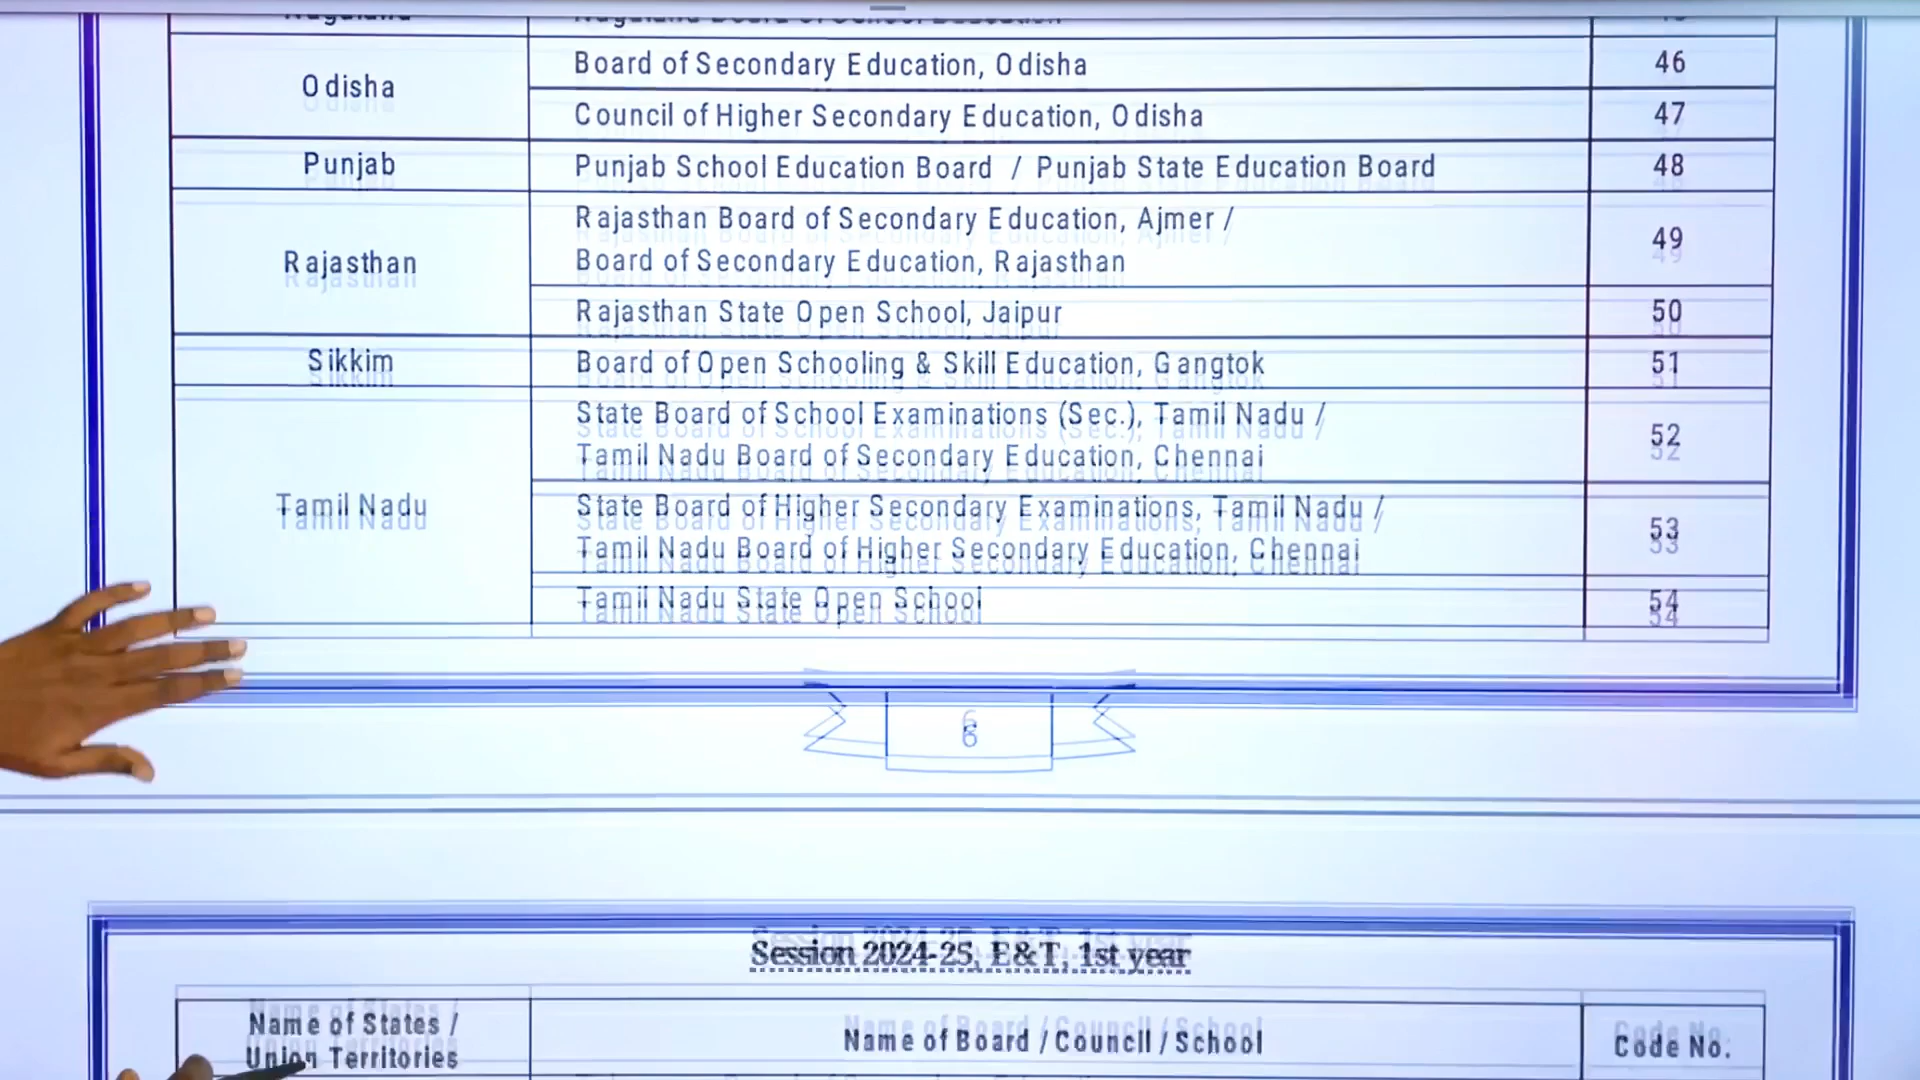 Odisha
Board of Secondary Education, Odisha
46
Council of Higher Secondary Education, Odisha
47
Punjab
Punjab School Education Board / Punjab State Education Board
48
Rajasthan
Rajasthan Board of Secondary Education, Ajmer /
Board of Secondary Education, Rajasthan
49
Rajasthan State Open School, Jaipur
50
Sikkim
Board of Open Schooling & Skill Education, Gangtok
51
Tamil Nadu
State Board of School Examinations (Sec.), Tamil Nadu /
Tamil Nadu Board of Secondary Education, Chennai
52
State Board of Higher Secondary Examinations, Tamil Nadu /
Tamil Nadu Board of Higher Secondary Education, Chennai
53
Tamil Nadu State Open School
54
6
Session 2024-25, E&T, 1st year
Name of States /
Union Territories
Name of Board / Council / School
Code No.